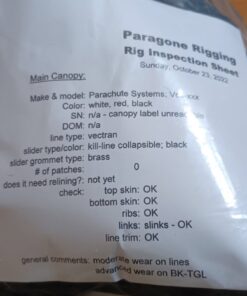 Paragone Rigging
Rig Inspection Sheet
Sunday, October 23, 2022
Main Canopy:
Make & model: Parachute Systems,
Color: white, red, black
SN: n/a - canopy label unreadable
DOM: n/a
line type: vectran
slider type/color: kill-line collapsible; black
slider grommet type: brass
# of patches: 0
does it need relining?: not yet
check: top skin: OK
bottom skin: OK
ribs: OK
links: slinks - OK
line trim: OK
general comments: moderate wear on lines
advanced wear on BK-TGL